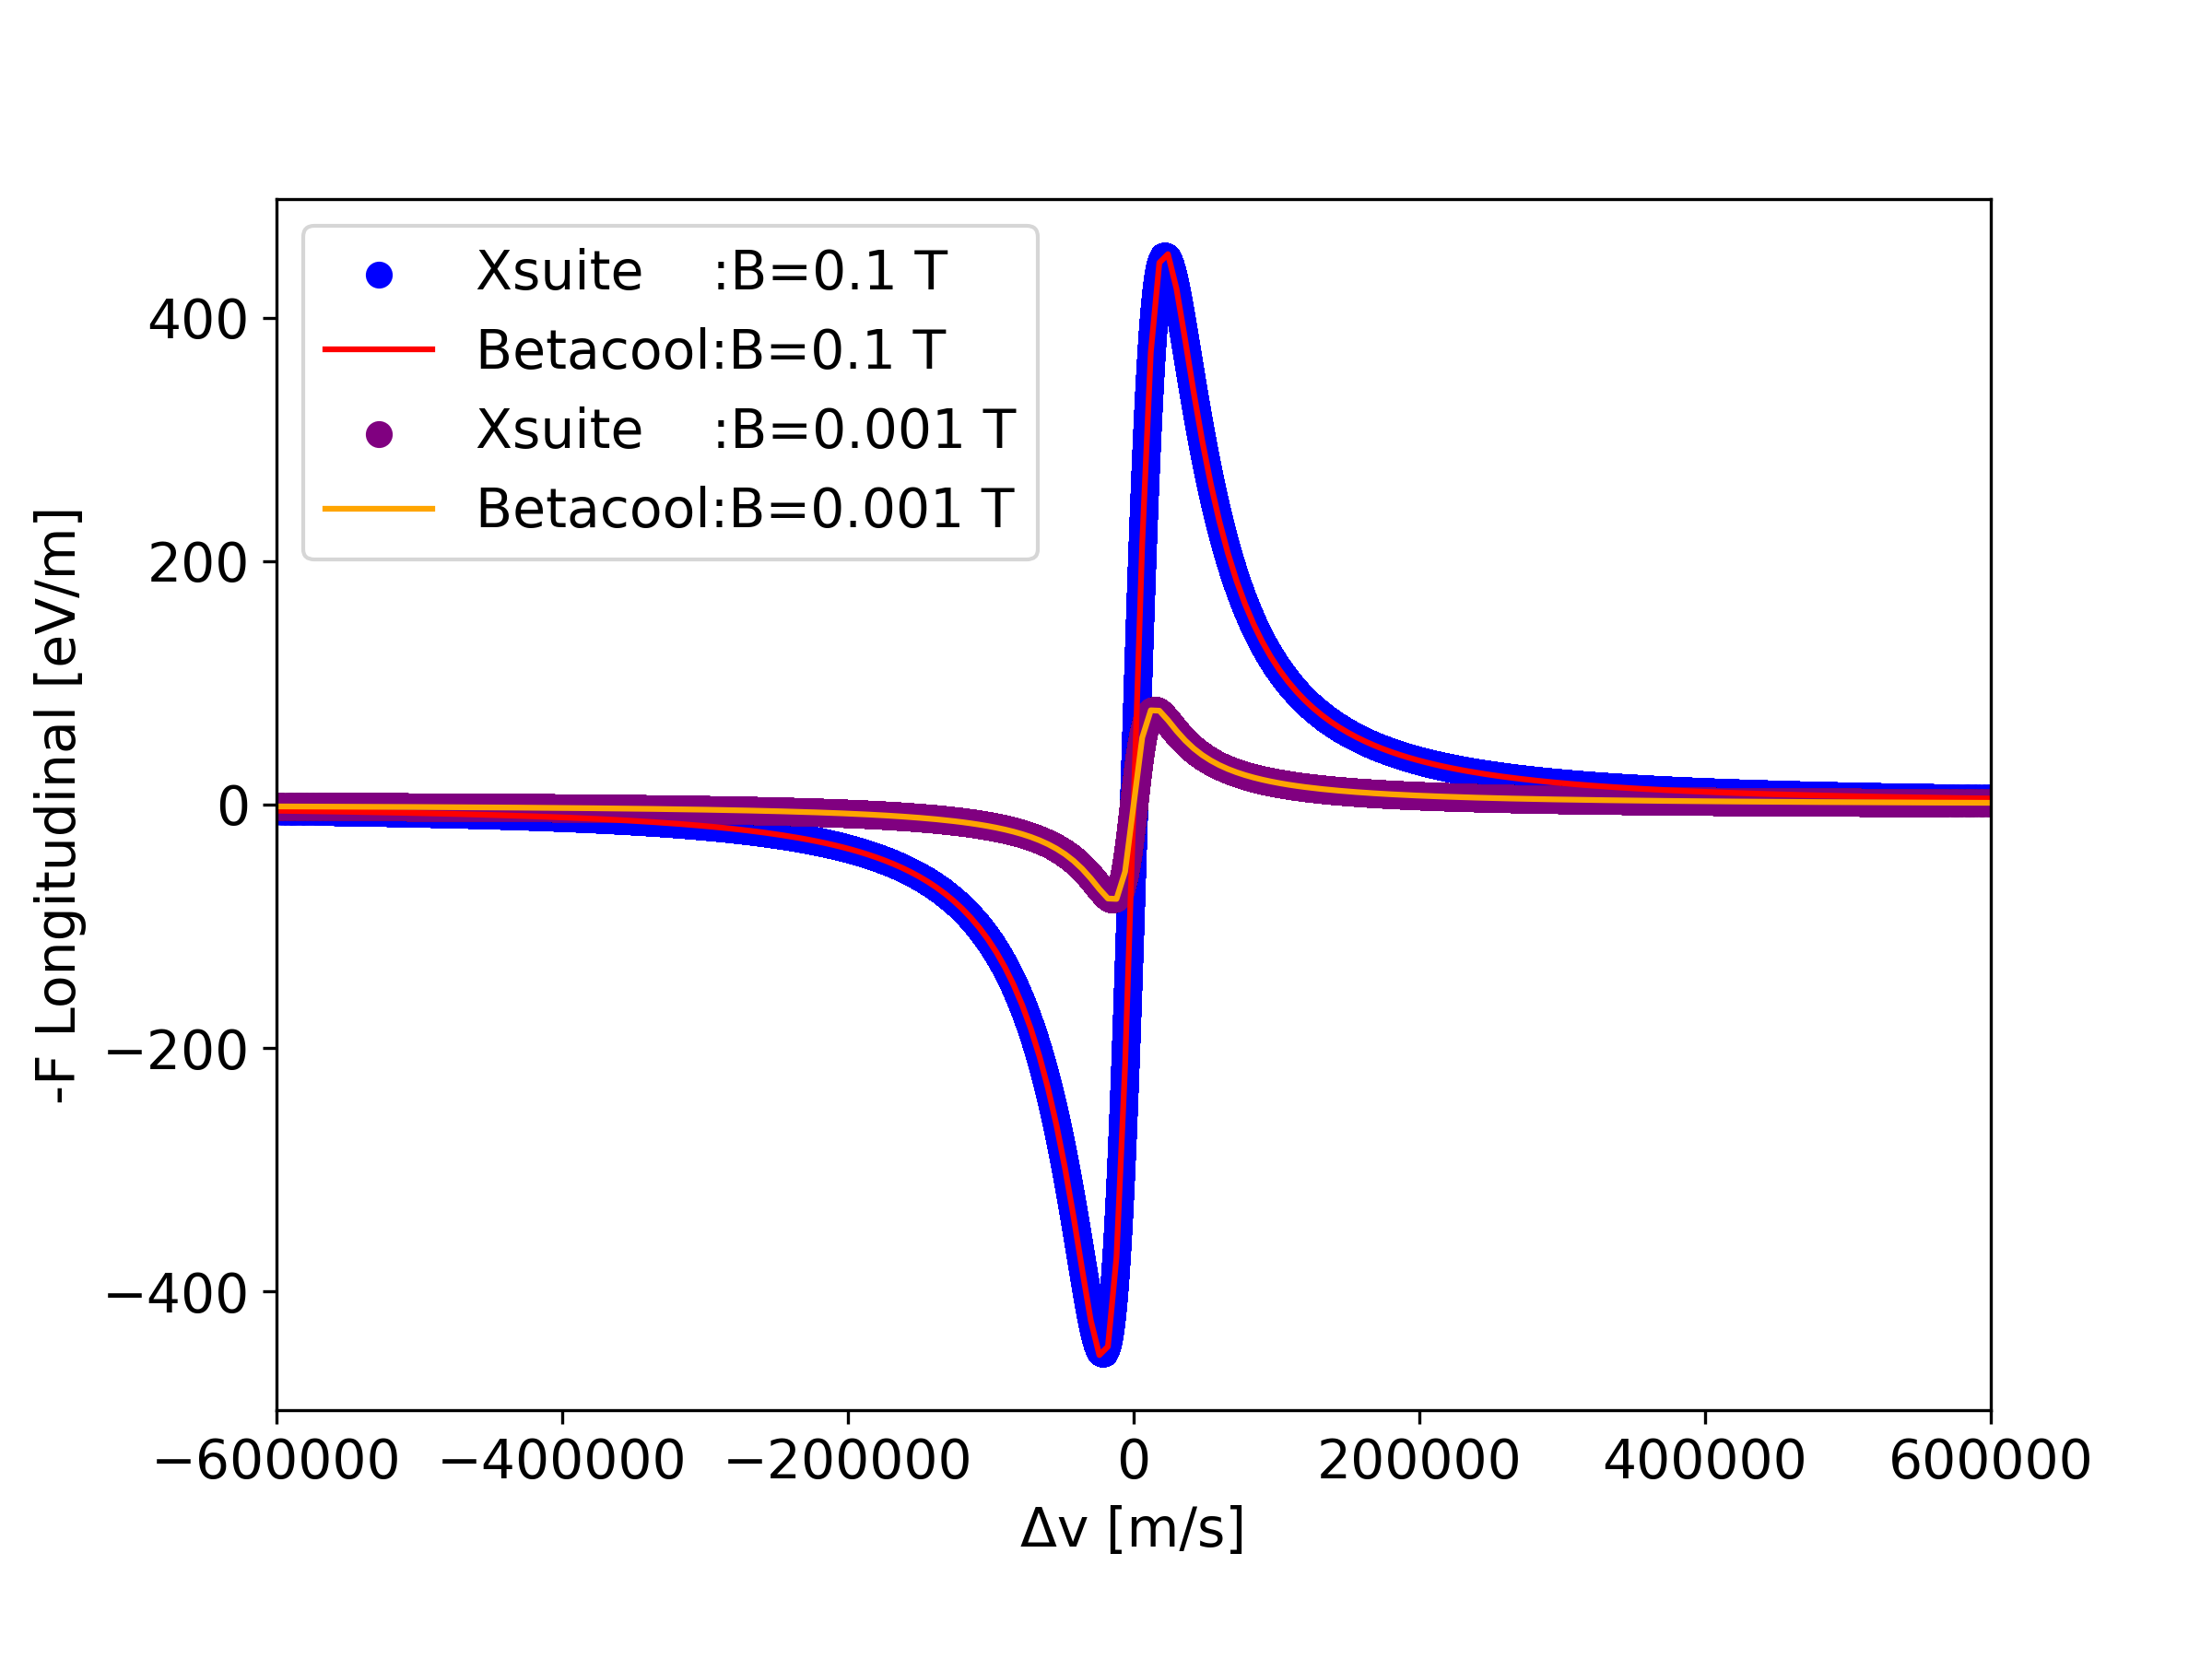 Xsuite    :B=0.1 T
Betacool:B=0.1 T
Xsuite    :B=0.001 T
Betacool:B=0.001 T
-F Longitudinal [eV/m]
400
200
0
−200
−400
−600000 −400000 −200000 0 200000 400000 600000
Δv [m/s]